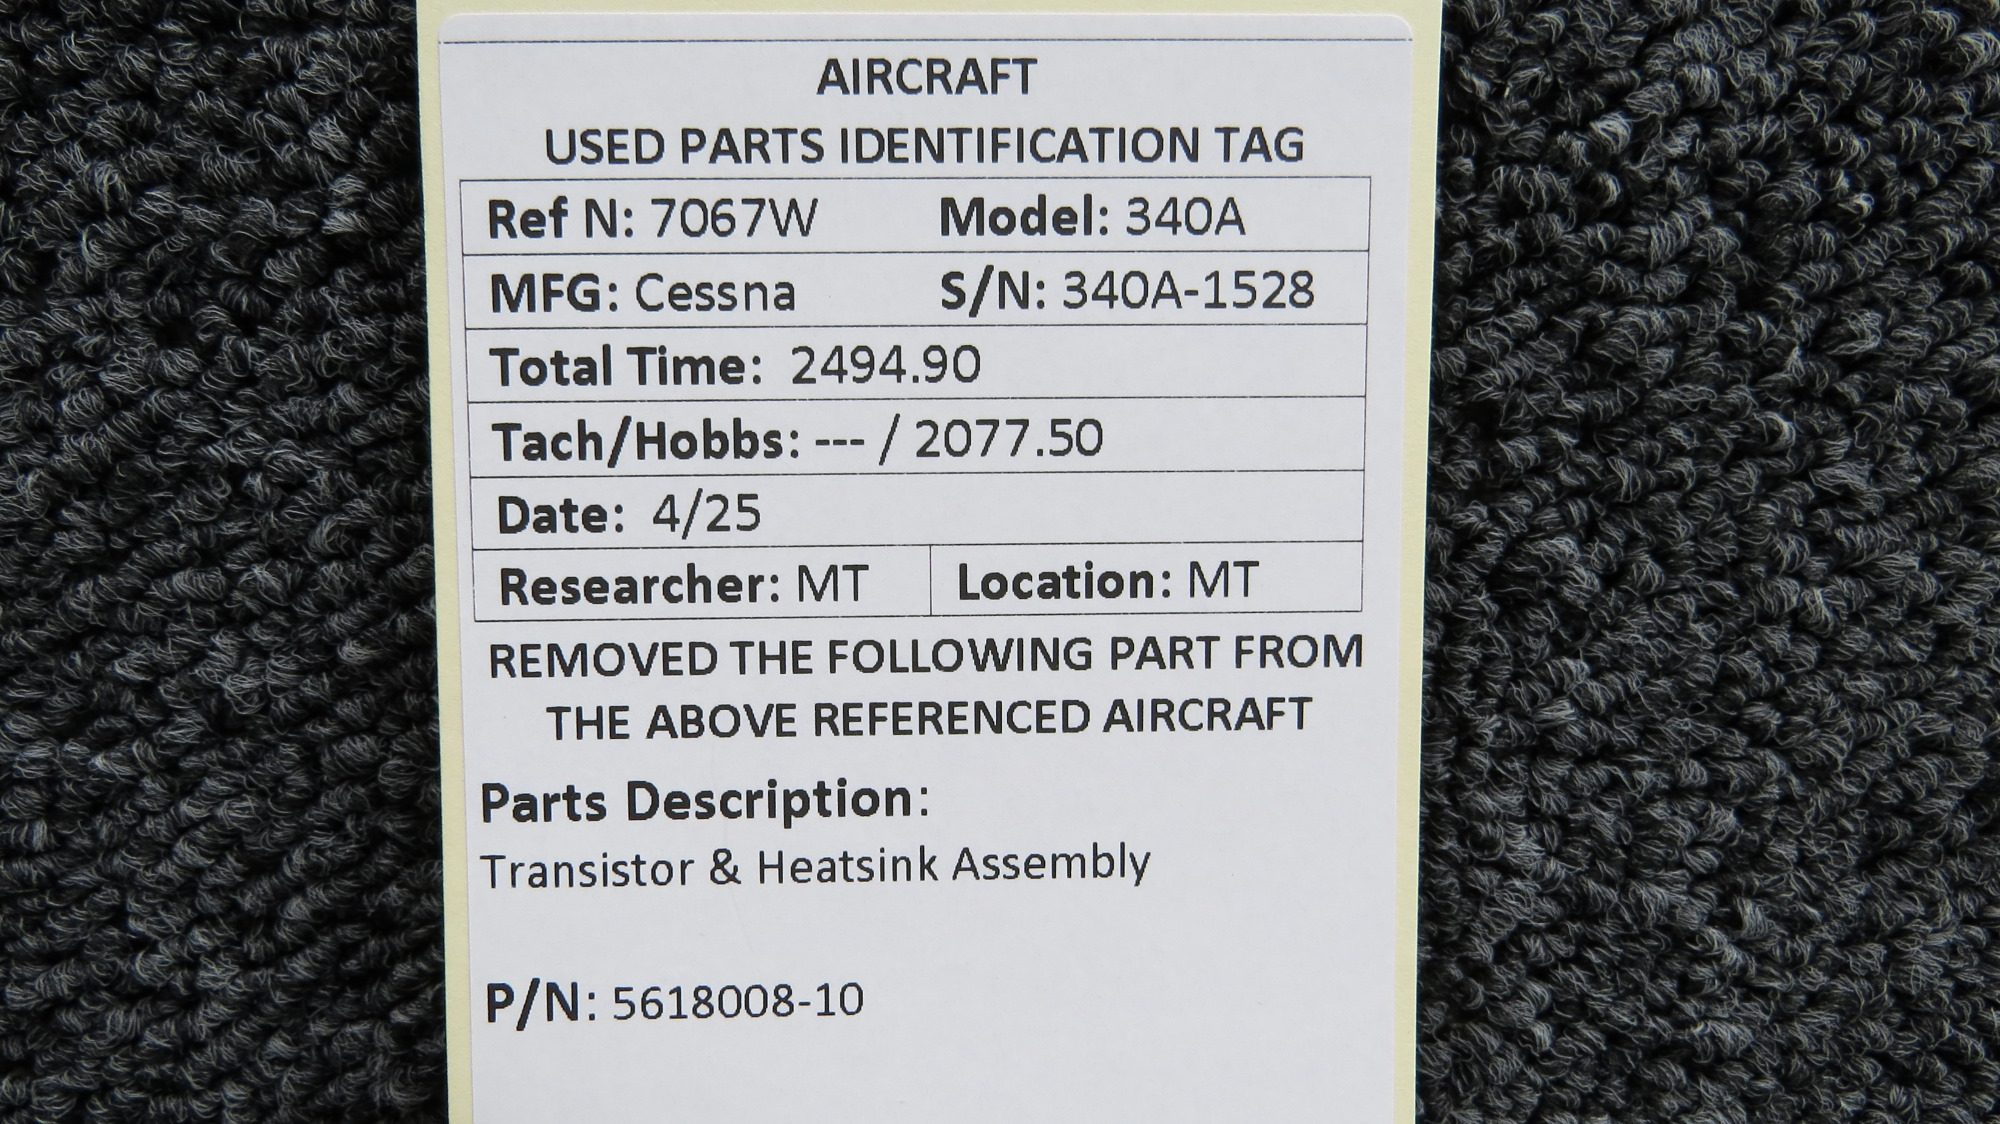 AIRCRAFT
USED PARTS IDENTIFICATION TAG
Ref N: 7067W Model: 340A
MFG: Cessna S/N: 340A-1528
Total Time: 2494.90
Tach/Hobbs: --- / 2077.50
Date: 4/25
Researcher: MT Location: MT
REMOVED THE FOLLOWING PART FROM
THE ABOVE REFERENCED AIRCRAFT
Parts Description:
Transistor & Heatsink Assembly
P/N: 5618008-10